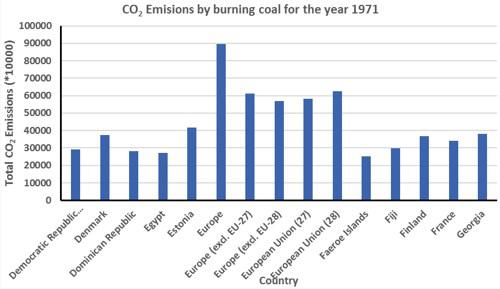 CO₂ Emisions by burning coal for the year 1971
Total CO₂ Emissions (*10000)
100000
90000
80000
70000
60000
50000
40000
30000
20000
10000
0
Democratic Republic...
Denmark
Dominican Republic
Egypt
Estonia
Europe
Europe (excl. EU-27)
Europe (excl. EU-28)
European Union (27)
European Union (28)
Faeroe Islands
Fiji
Finland
France
Georgia
Country